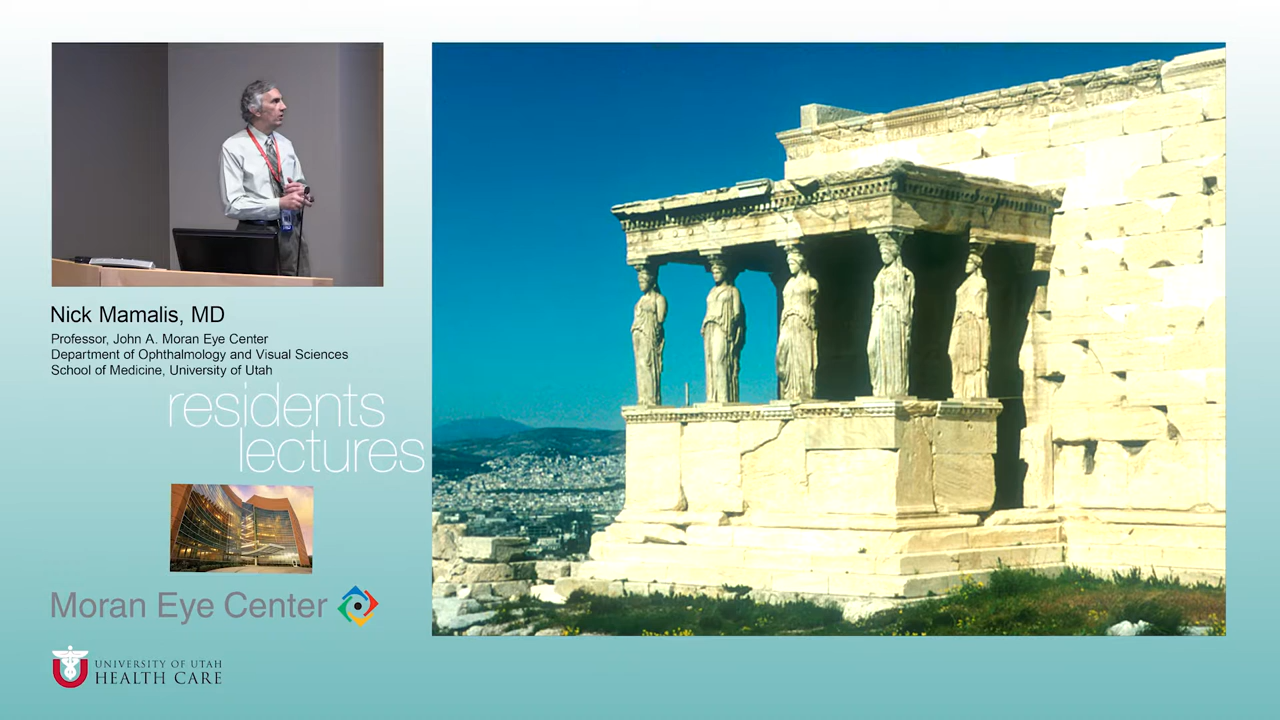 Nick Mamalis, MD
Professor, John A. Moran Eye Center
Department of Ophthalmology and Visual Sciences
School of Medicine, University of Utah
residents
lectures
Moran Eye Center
UNIVERSITY OF UTAH
HEALTH CARE